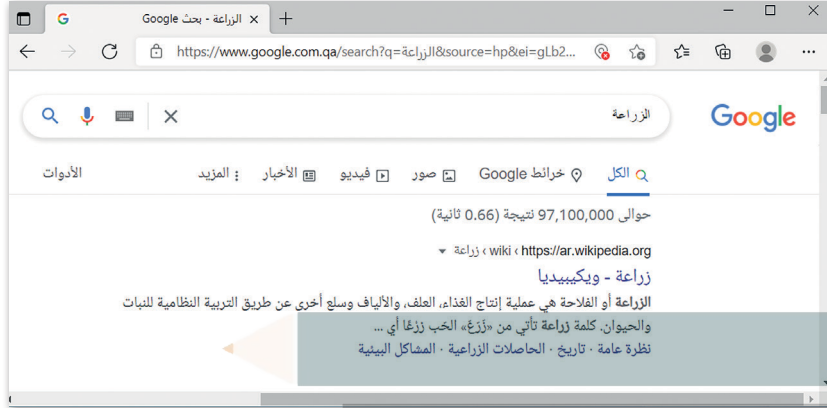 الزراعة - بحث Google
https://www.google.com.qa/search?q=الزراعة&source=hp&ei=gLb2...
الزراعة
Google
الكل خرائط Google صور فيديو الأخبار المزيد الأدوات
حوالى 97,100,000 نتيجة (0.66 ثانية)
https://ar.wikipedia.org › wiki › زراعة
زراعة - ويكيبيديا
الزراعة أو الفلاحة هي عملية إنتاج الغذاء، العلف، والألياف وسلع أخرى عن طريق التربية النظامية للنبات
والحيوان. كلمة زراعة تأتي من «زَرَعَ» الحَب زرْعًا أي ...
نظرة عامة · تاريخ · الحاصلات الزراعية · المشاكل البيئية